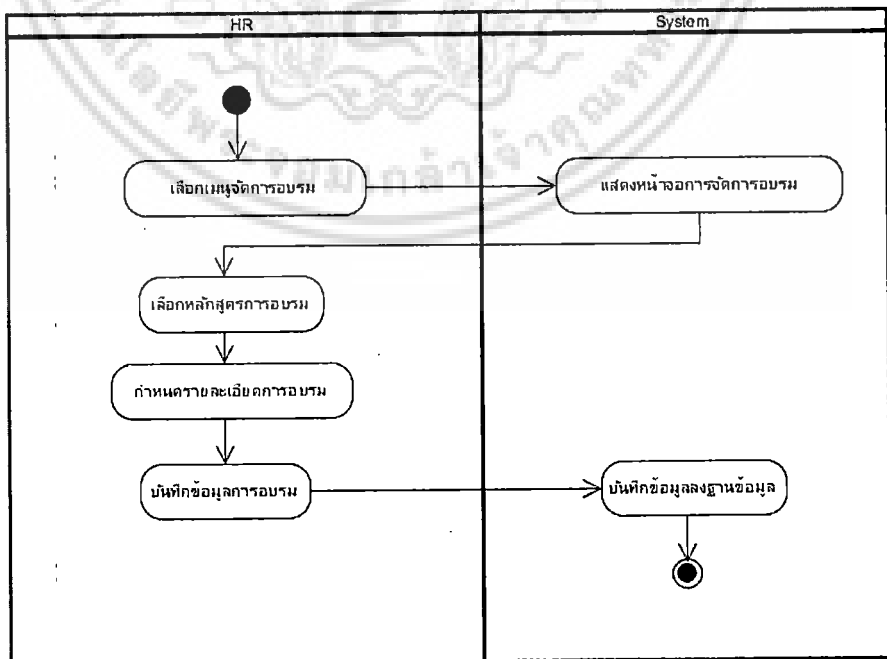 HR
System
เลือกเมนูจัดการอบรม
แสดงหน้าจอการจัดการอบรม
เลือกหลักสูตรการอบรม
กำหนดรายละเอียดการอบรม
บันทึกข้อมูลการอบรม
บันทึกข้อมูลลงฐานข้อมูล